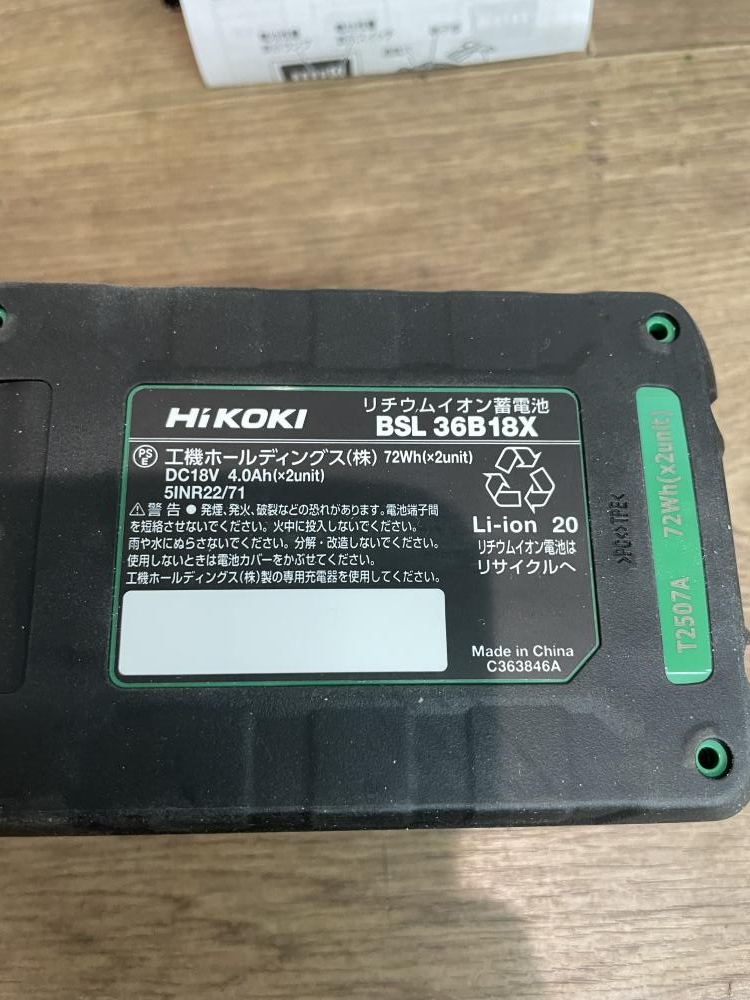 HiKOKI
リチウムイオン蓄電池
BSL 36B18X
PS
E
工機ホールディングス(株) 72Wh(×2unit)
DC18V 4.0Ah(×2unit)
5INR22/71
⚠警告 ● 発煙、発火、破裂などの恐れがあります。電池端子間
を短絡させないでください。火中に投入しないでください。
雨や水にぬらさないでください。分解・改造しないでください。
使用しないときは電池カバーをかぶせてください。
工機ホールディングス(株)製の専用充電器を使用してください。
Li-ion 20
リチウムイオン電池は
リサイクルへ
Made in China
C363846A
>PC<>TPE<
T2507A 72Wh(×2unit)